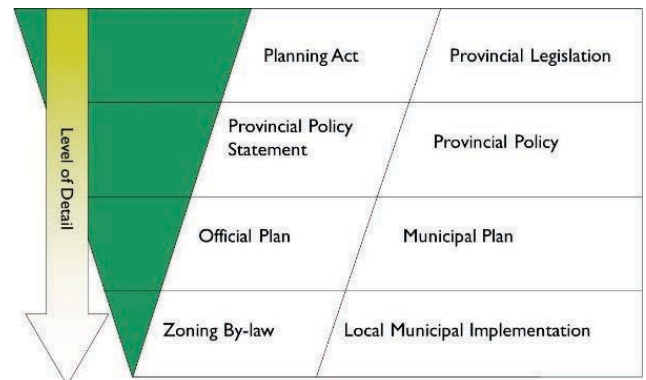 Planning Act
Provincial Legislation
Provincial Policy
Statement
Provincial Policy
Level of Detail
Official Plan
Municipal Plan
Zoning By-law
Local Municipal Implementation